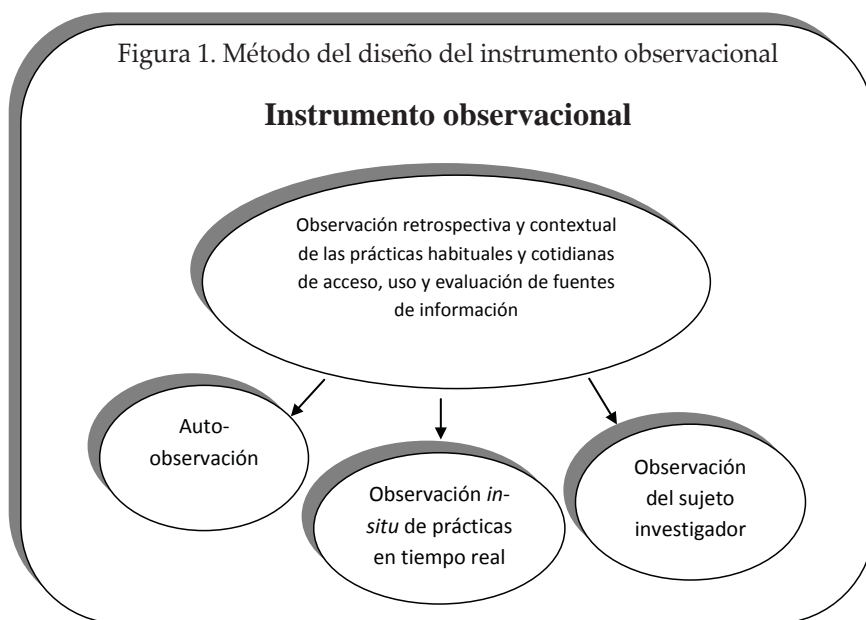 Figura 1. Método del diseño del instrumento observacional
Instrumento observacional
Observación retrospectiva y contextual
de las prácticas habituales y cotidianas
de acceso, uso y evaluación de fuentes
de información
Auto-
observación
Observación in-
situ de prácticas
en tiempo real
Observación
del sujeto
investigador